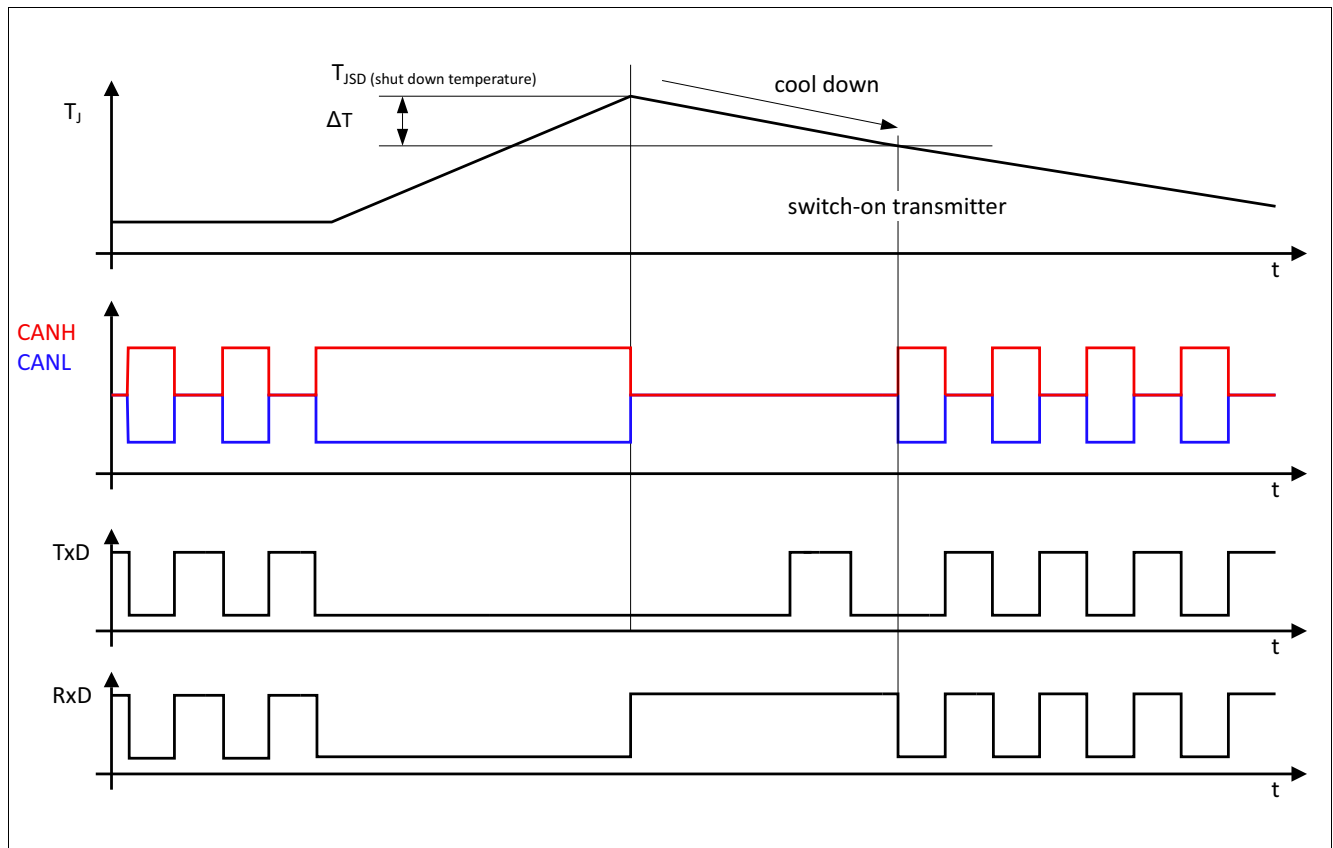 T_JSD (shut down temperature)
cool down
T_J
ΔT
switch-on transmitter
t
CANH
CANL
t
TxD
t
RxD
t